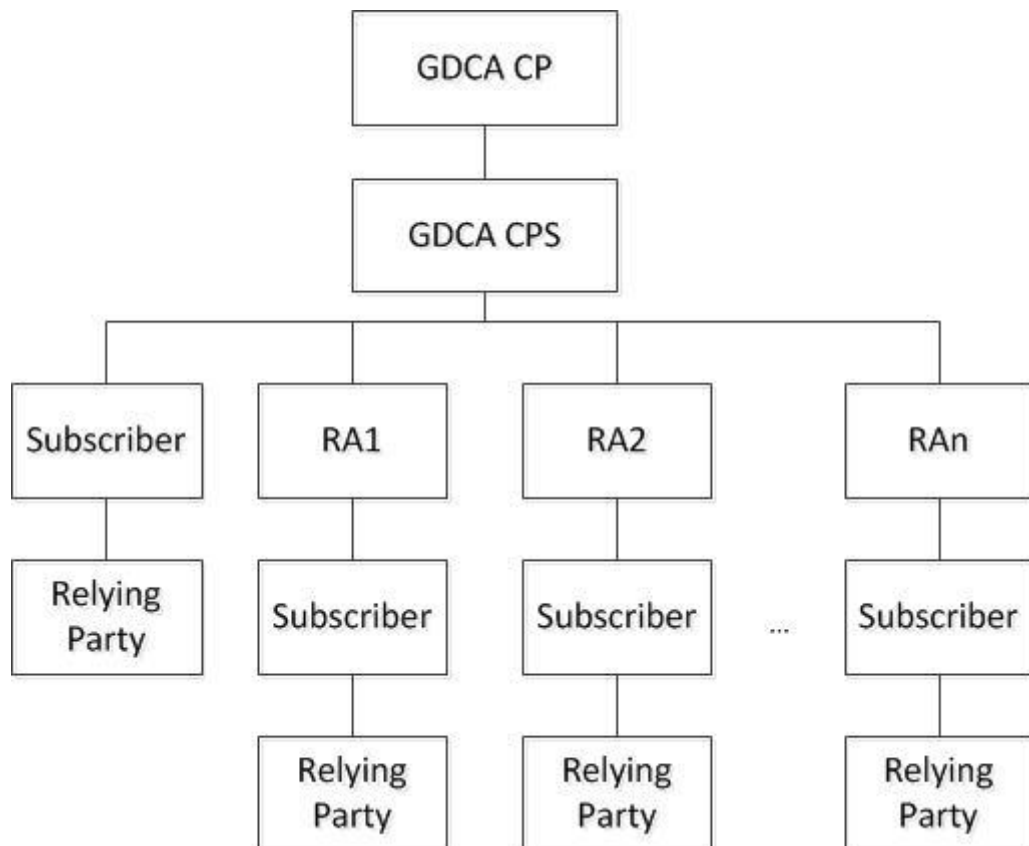 GDCA CP
GDCA CPS
Subscriber
RA1
RA2
RAn
Relying
Party
Subscriber
Subscriber
...
Subscriber
Relying
Party
Relying
Party
Relying
Party